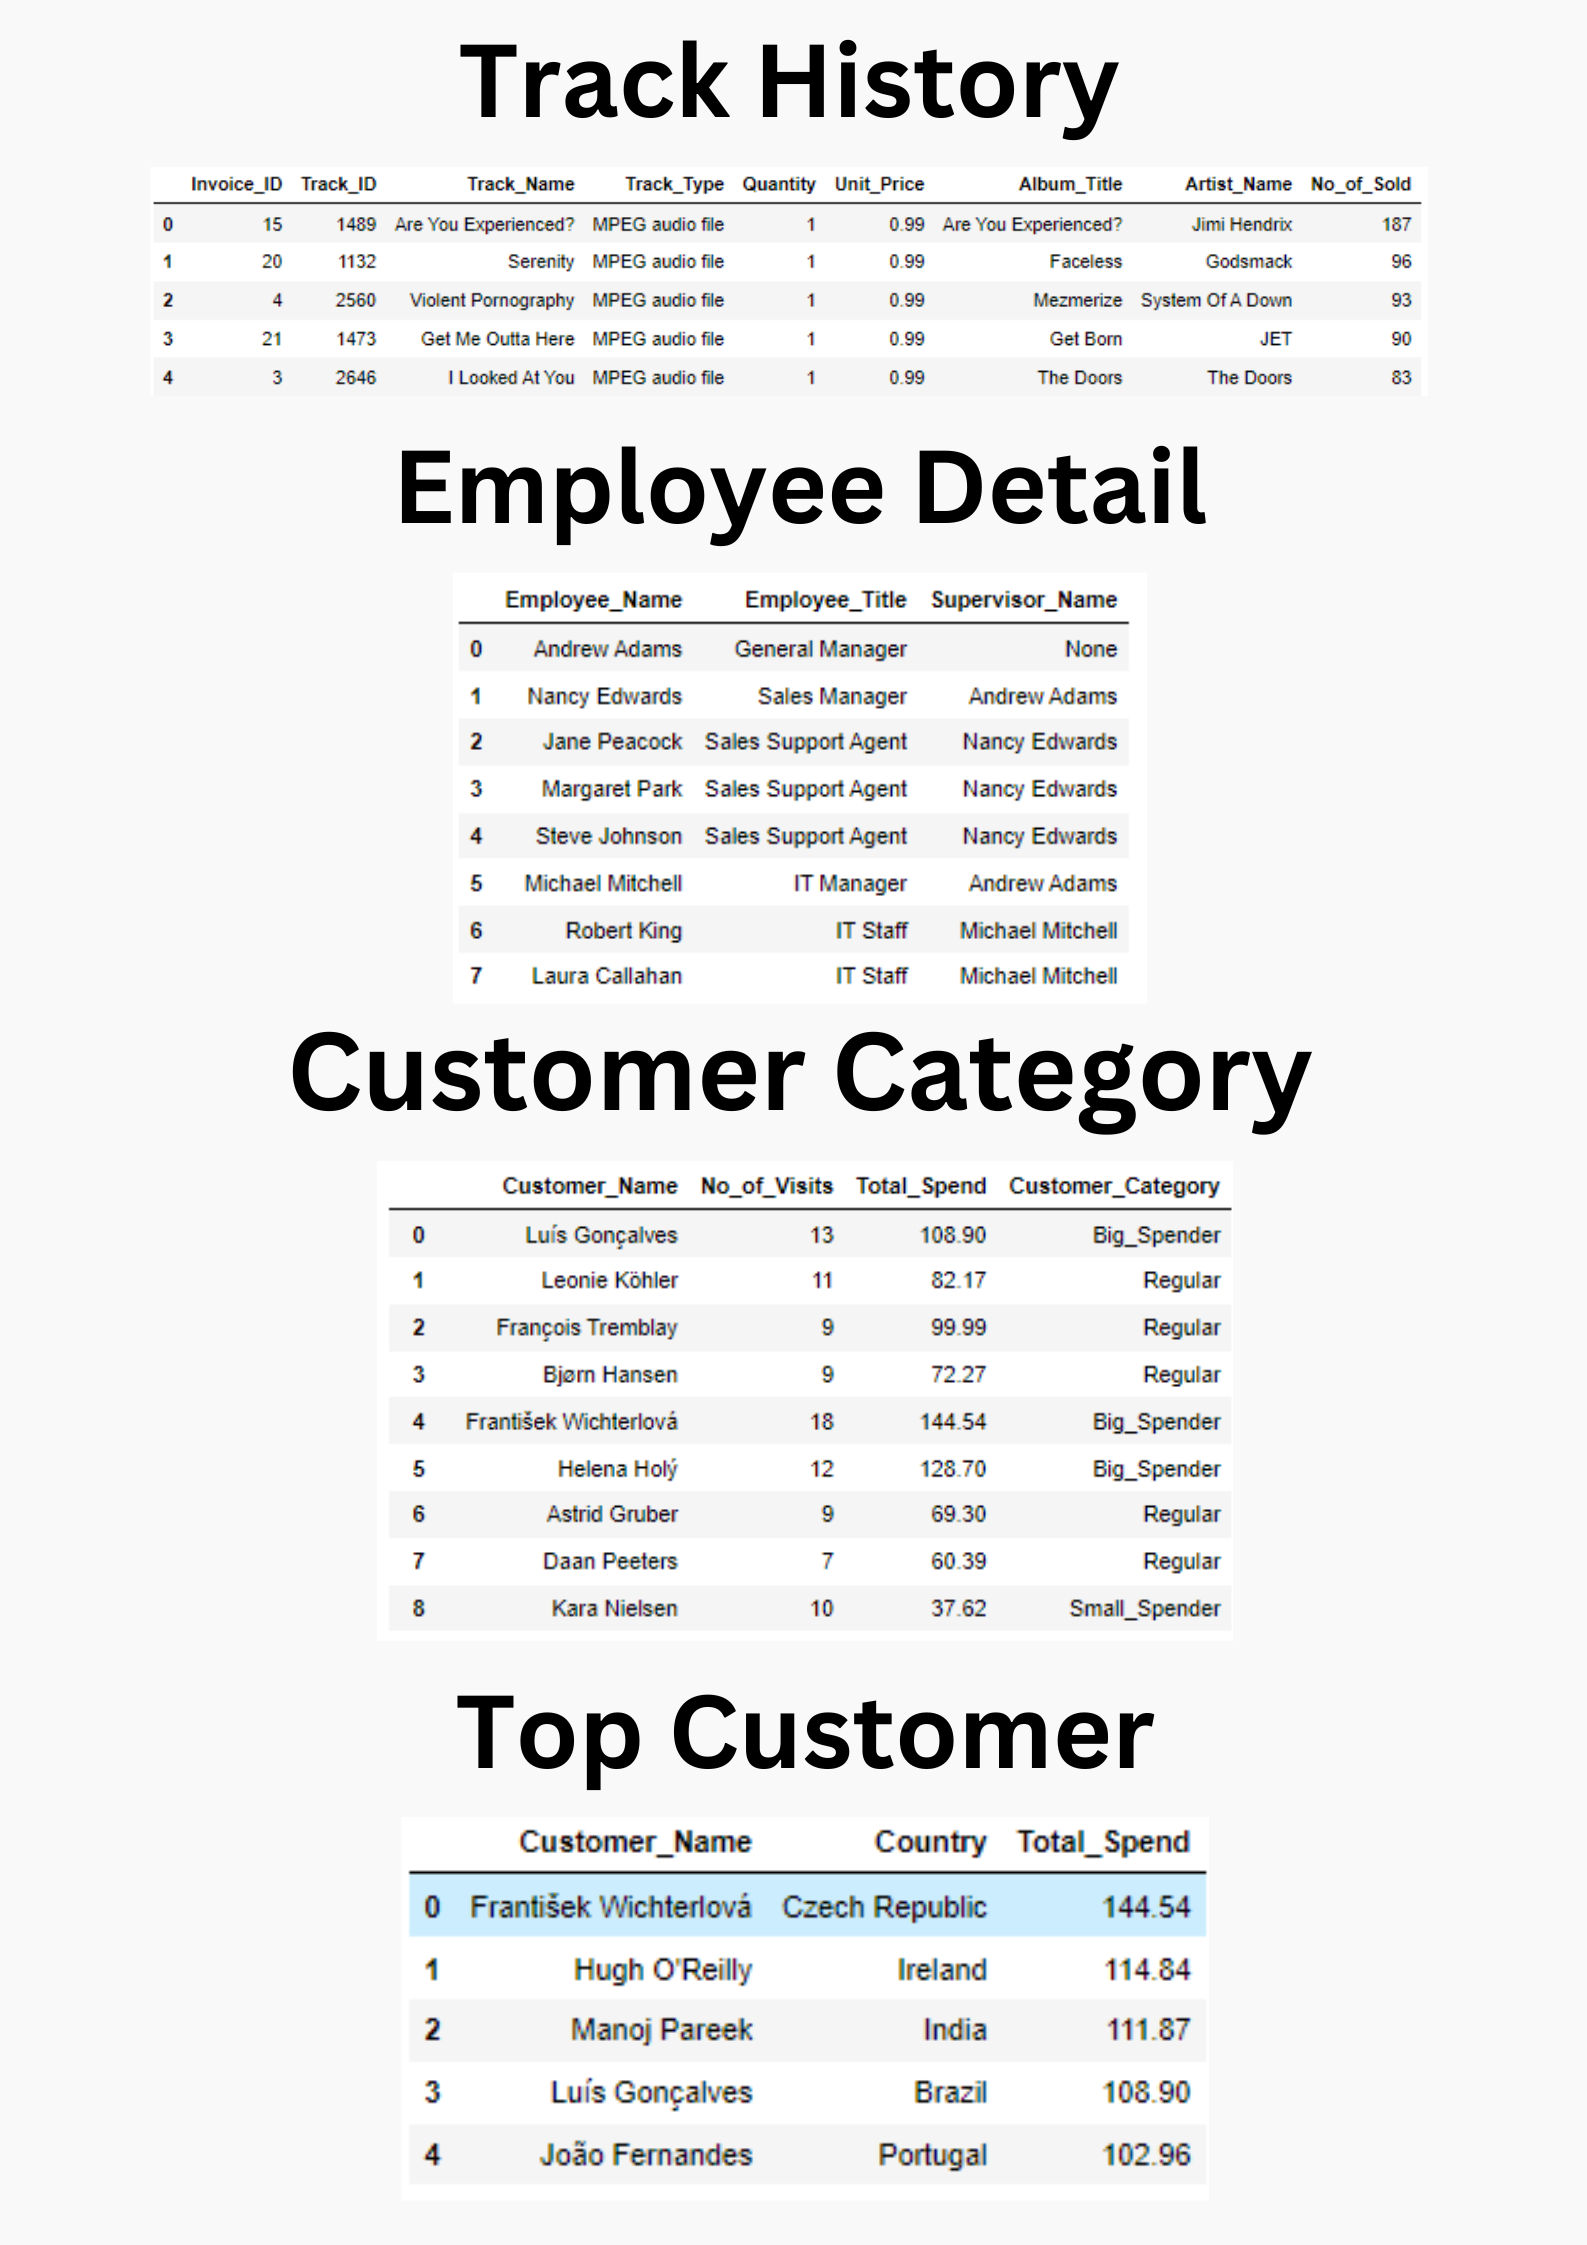 Track History
Invoice_ID Track_ID Track_Name Track_Type Quantity Unit_Price Album_Title Artist_Name No_of_Sold
0 15 1489 Are You Experienced? MPEG audio file 1 0.99 Are You Experienced? Jimi Hendrix 187
1 20 1132 Serenity MPEG audio file 1 0.99 Faceless Godsmack 96
2 4 2560 Violent Pornography MPEG audio file 1 0.99 Mezmerize System Of A Down 93
3 21 1473 Get Me Outta Here MPEG audio file 1 0.99 Get Born JET 90
4 3 2646 I Looked At You MPEG audio file 1 0.99 The Doors The Doors 83
Employee Detail
Employee_Name Employee_Title Supervisor_Name
0 Andrew Adams General Manager None
1 Nancy Edwards Sales Manager Andrew Adams
2 Jane Peacock Sales Support Agent Nancy Edwards
3 Margaret Park Sales Support Agent Nancy Edwards
4 Steve Johnson Sales Support Agent Nancy Edwards
5 Michael Mitchell IT Manager Andrew Adams
6 Robert King IT Staff Michael Mitchell
7 Laura Callahan IT Staff Michael Mitchell
Customer Category
Customer_Name No_of_Visits Total_Spend Customer_Category
0 Luís Gonçalves 13 108.90 Big_Spender
1 Leonie Köhler 11 82.17 Regular
2 François Tremblay 9 99.99 Regular
3 Bjørn Hansen 9 72.27 Regular
4 František Wichterlová 18 144.54 Big_Spender
5 Helena Holý 12 128.70 Big_Spender
6 Astrid Gruber 9 69.30 Regular
7 Daan Peeters 7 60.39 Regular
8 Kara Nielsen 10 37.62 Small_Spender
Top Customer
Customer_Name Country Total_Spend
0 František Wichterlová Czech Republic 144.54
1 Hugh O'Reilly Ireland 114.84
2 Manoj Pareek India 111.87
3 Luís Gonçalves Brazil 108.90
4 João Fernandes Portugal 102.96